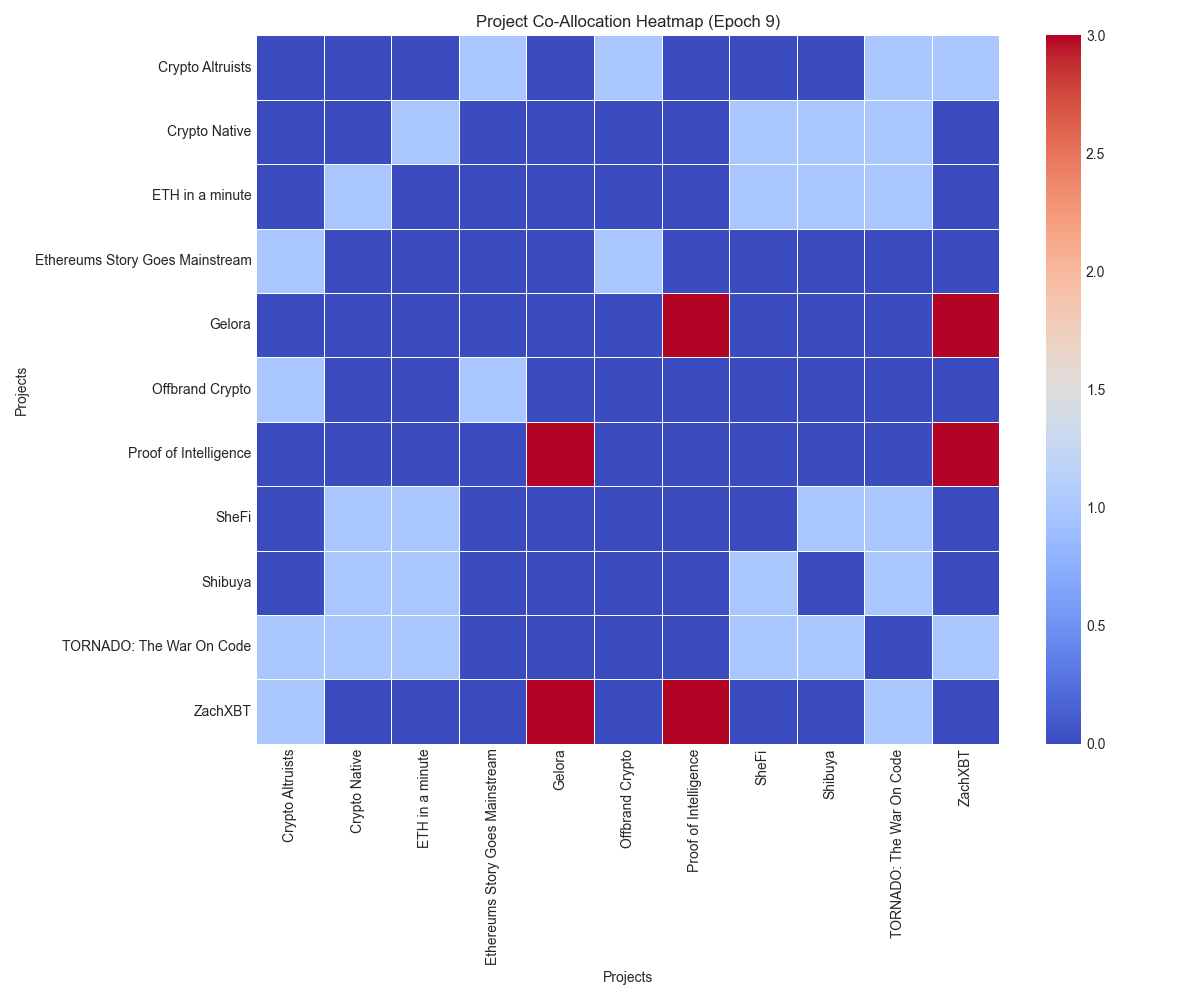 Project Co-Allocation Heatmap (Epoch 9)
Projects
Crypto Altruists
Crypto Native
ETH in a minute
Ethereums Story Goes Mainstream
Gelora
Offbrand Crypto
Proof of Intelligence
SheFi
Shibuya
TORNADO: The War On Code
ZachXBT
3.0
2.5
2.0
1.5
1.0
0.5
0.0
Crypto Altruists
Crypto Native
ETH in a minute
Ethereums Story Goes Mainstream
Gelora
Offbrand Crypto
Proof of Intelligence
SheFi
Shibuya
TORNADO: The War On Code
ZachXBT
Projects